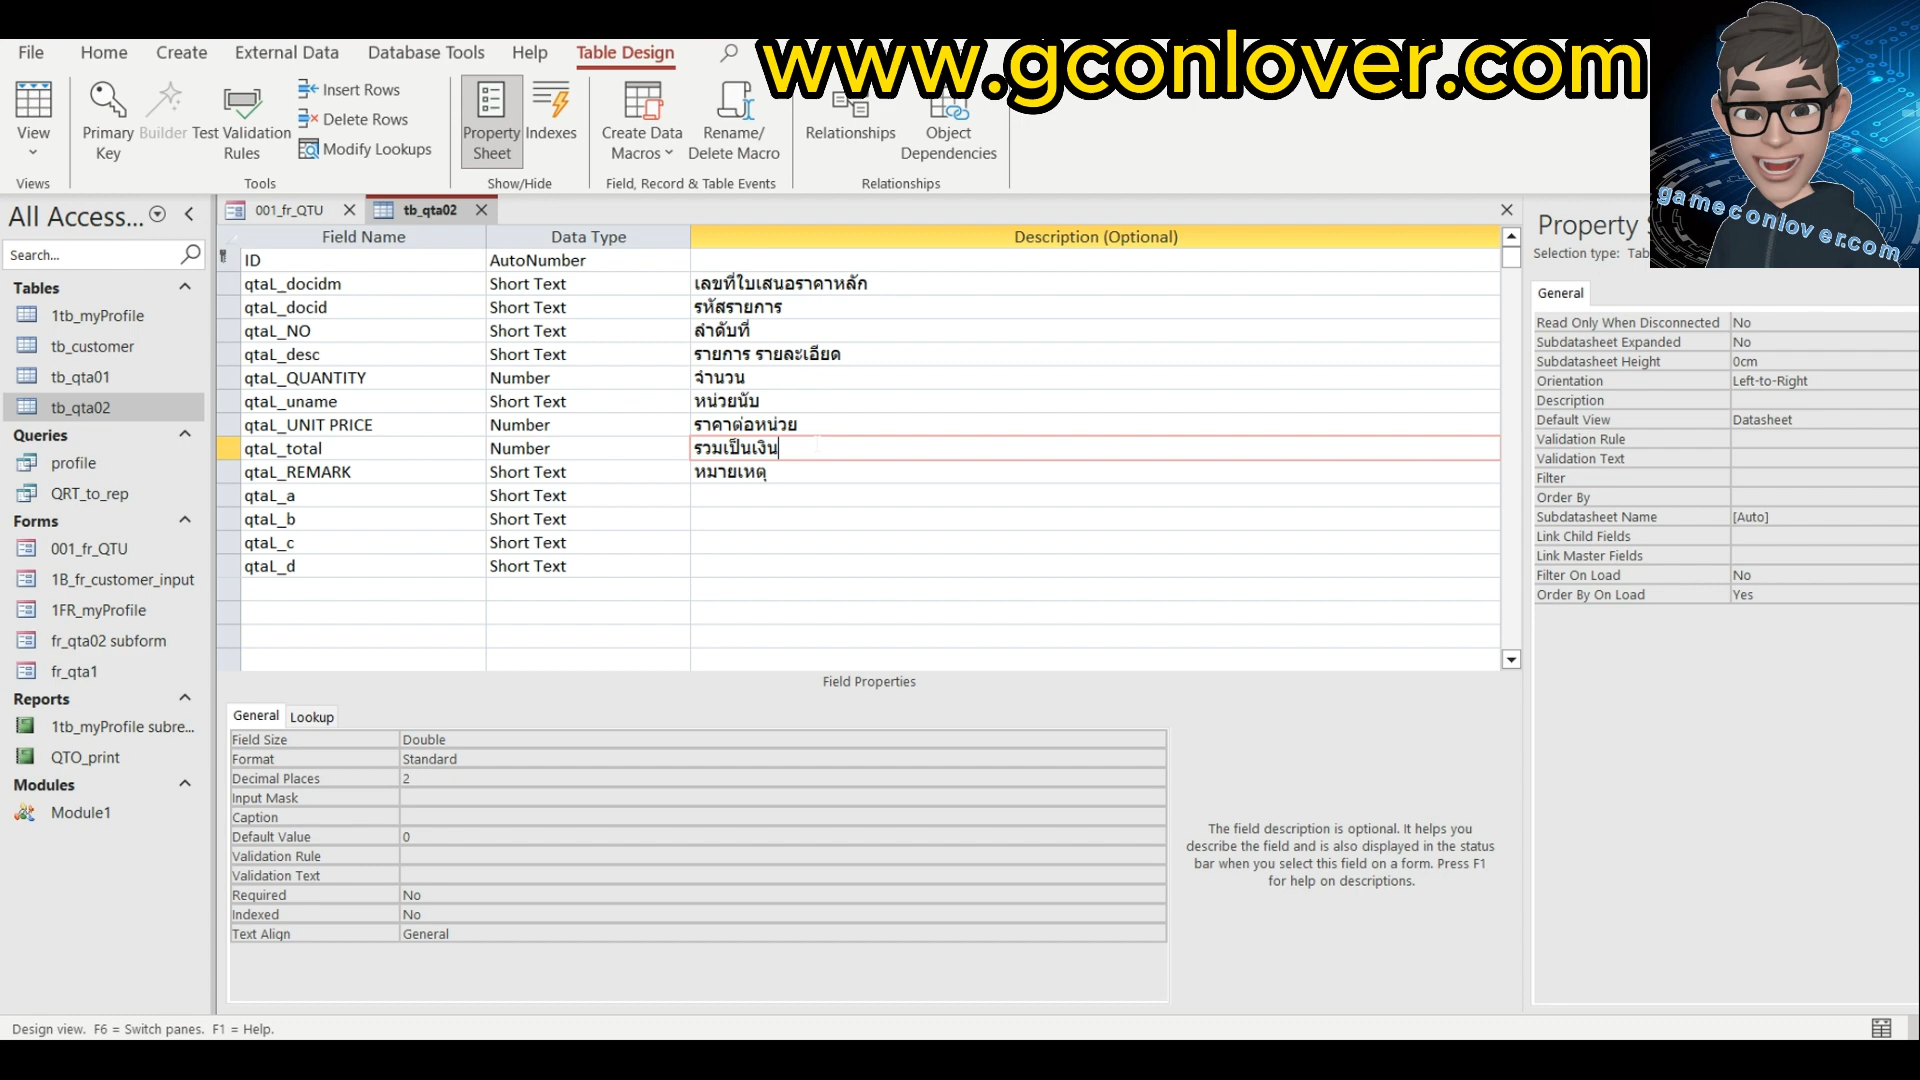 www.gconlover.com
gameconlover.com
File Home Create External Data Database Tools Help Table Design
View
Primary Key
Builder
Test Validation Rules
Insert Rows
Delete Rows
Modify Lookups
Property Sheet
Indexes
Create Data Macros
Rename/ Delete Macro
Relationships
Object Dependencies
Views Tools Show/Hide Field, Record & Table Events Relationships
All Access...
Search...
Tables
1tb_myProfile
tb_customer
tb_qta01
tb_qta02
Queries
profile
QRT_to_rep
Forms
001_fr_QTU
1B_fr_customer_input
1FR_myProfile
fr_qta02 subform
fr_qta1
Reports
1tb_myProfile subre...
QTO_print
Modules
Module1
001_fr_QTU tb_qta02
Field Name Data Type Description (Optional)
ID AutoNumber
qtaL_docidm Short Text เลขที่ใบเสนอราคาหลัก
qtaL_docid Short Text รหัสรายการ
qtaL_NO Short Text ลำดับที่
qtaL_desc Short Text รายการ รายละเอียด
qtaL_QUANTITY Number จำนวน
qtaL_uname Short Text หน่วยนับ
qtaL_UNIT PRICE Number ราคาต่อหน่วย
qtaL_total Number รวมเป็นเงิน
qtaL_REMARK Short Text หมายเหตุ
qtaL_a Short Text
qtaL_b Short Text
qtaL_c Short Text
qtaL_d Short Text
Field Properties
General Lookup
Field Size Double
Format Standard
Decimal Places 2
Input Mask
Caption
Default Value 0
Validation Rule
Validation Text
Required No
Indexed No
Text Align General
The field description is optional. It helps you
describe the field and is also displayed in the status
bar when you select this field on a form. Press F1
for help on descriptions.
Property S
Selection type: Tab
General
Read Only When Disconnected No
Subdatasheet Expanded No
Subdatasheet Height 0cm
Orientation Left-to-Right
Description
Default View Datasheet
Validation Rule
Validation Text
Filter
Order By
Subdatasheet Name [Auto]
Link Child Fields
Link Master Fields
Filter On Load No
Order By On Load Yes
Design view. F6 = Switch panes. F1 = Help.